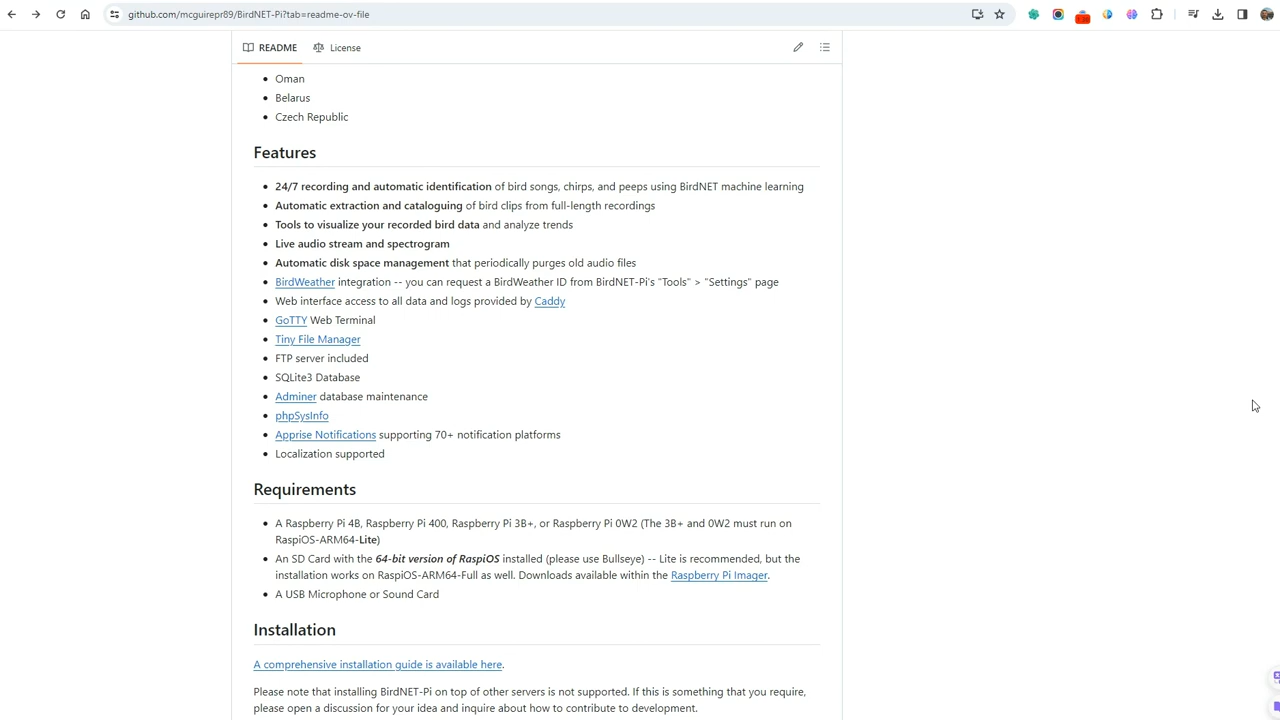 github.com/mcguirepr89/BirdNET-Pi?tab=readme-ov-file
README
License
Oman
Belarus
Czech Republic
Features
24/7 recording and automatic identification of bird songs, chirps, and peeps using BirdNET machine learning
Automatic extraction and cataloguing of bird clips from full-length recordings
Tools to visualize your recorded bird data and analyze trends
Live audio stream and spectrogram
Automatic disk space management that periodically purges old audio files
BirdWeather integration -- you can request a BirdWeather ID from BirdNET-Pi's "Tools" > "Settings" page
Web interface access to all data and logs provided by Caddy
GoTTY Web Terminal
Tiny File Manager
FTP server included
SQLite3 Database
Adminer database maintenance
phpSysInfo
Apprise Notifications supporting 70+ notification platforms
Localization supported
Requirements
A Raspberry Pi 4B, Raspberry Pi 400, Raspberry Pi 3B+, or Raspberry Pi 0W2 (The 3B+ and 0W2 must run on
RaspiOS-ARM64-Lite)
An SD Card with the 64-bit version of RaspiOS installed (please use Bullseye) -- Lite is recommended, but the
installation works on RaspiOS-ARM64-Full as well. Downloads available within the Raspberry Pi Imager.
A USB Microphone or Sound Card
Installation
A comprehensive installation guide is available here.
Please note that installing BirdNET-Pi on top of other servers is not supported. If this is something that you require,
please open a discussion for your idea and inquire about how to contribute to development.